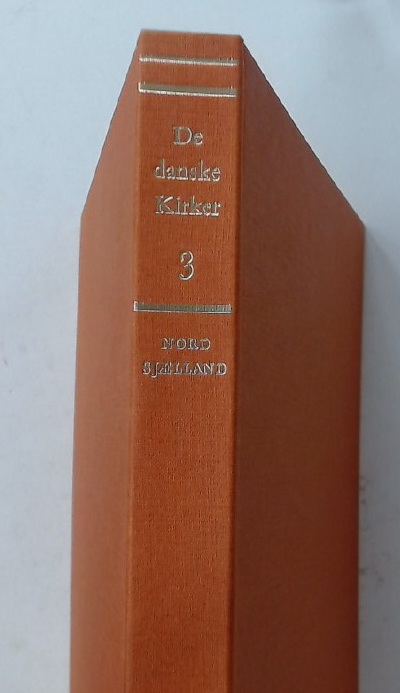 De
danske
Kirker
3
NORD
SJÆLLAND